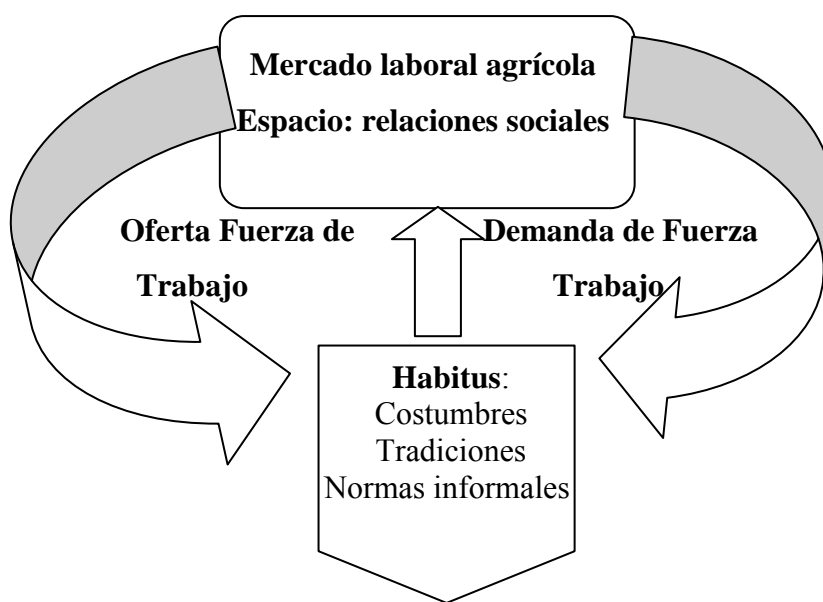 Mercado laboral agrícola
Espacio: relaciones sociales
Oferta Fuerza de
Trabajo
Demanda de Fuerza
Trabajo
Habitus:
Costumbres
Tradiciones
Normas informales